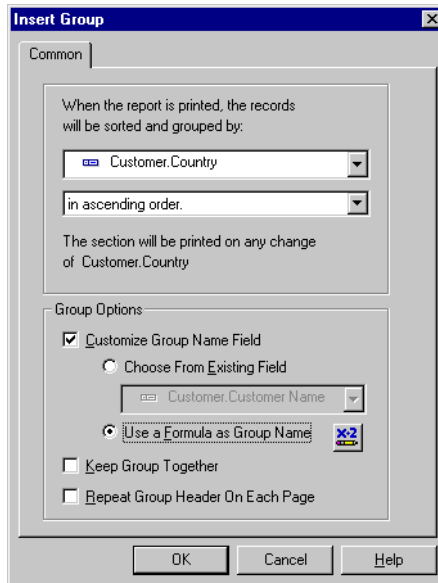 Insert Group
Common
When the report is printed, the records
will be sorted and grouped by:
Customer.Country
in ascending order.
The section will be printed on any change
of Customer.Country
Group Options
Customize Group Name Field
Choose From Existing Field
Customer.Customer Name
Use a Formula as Group Name
X+2
Keep Group Together
Repeat Group Header On Each Page
OK Cancel Help